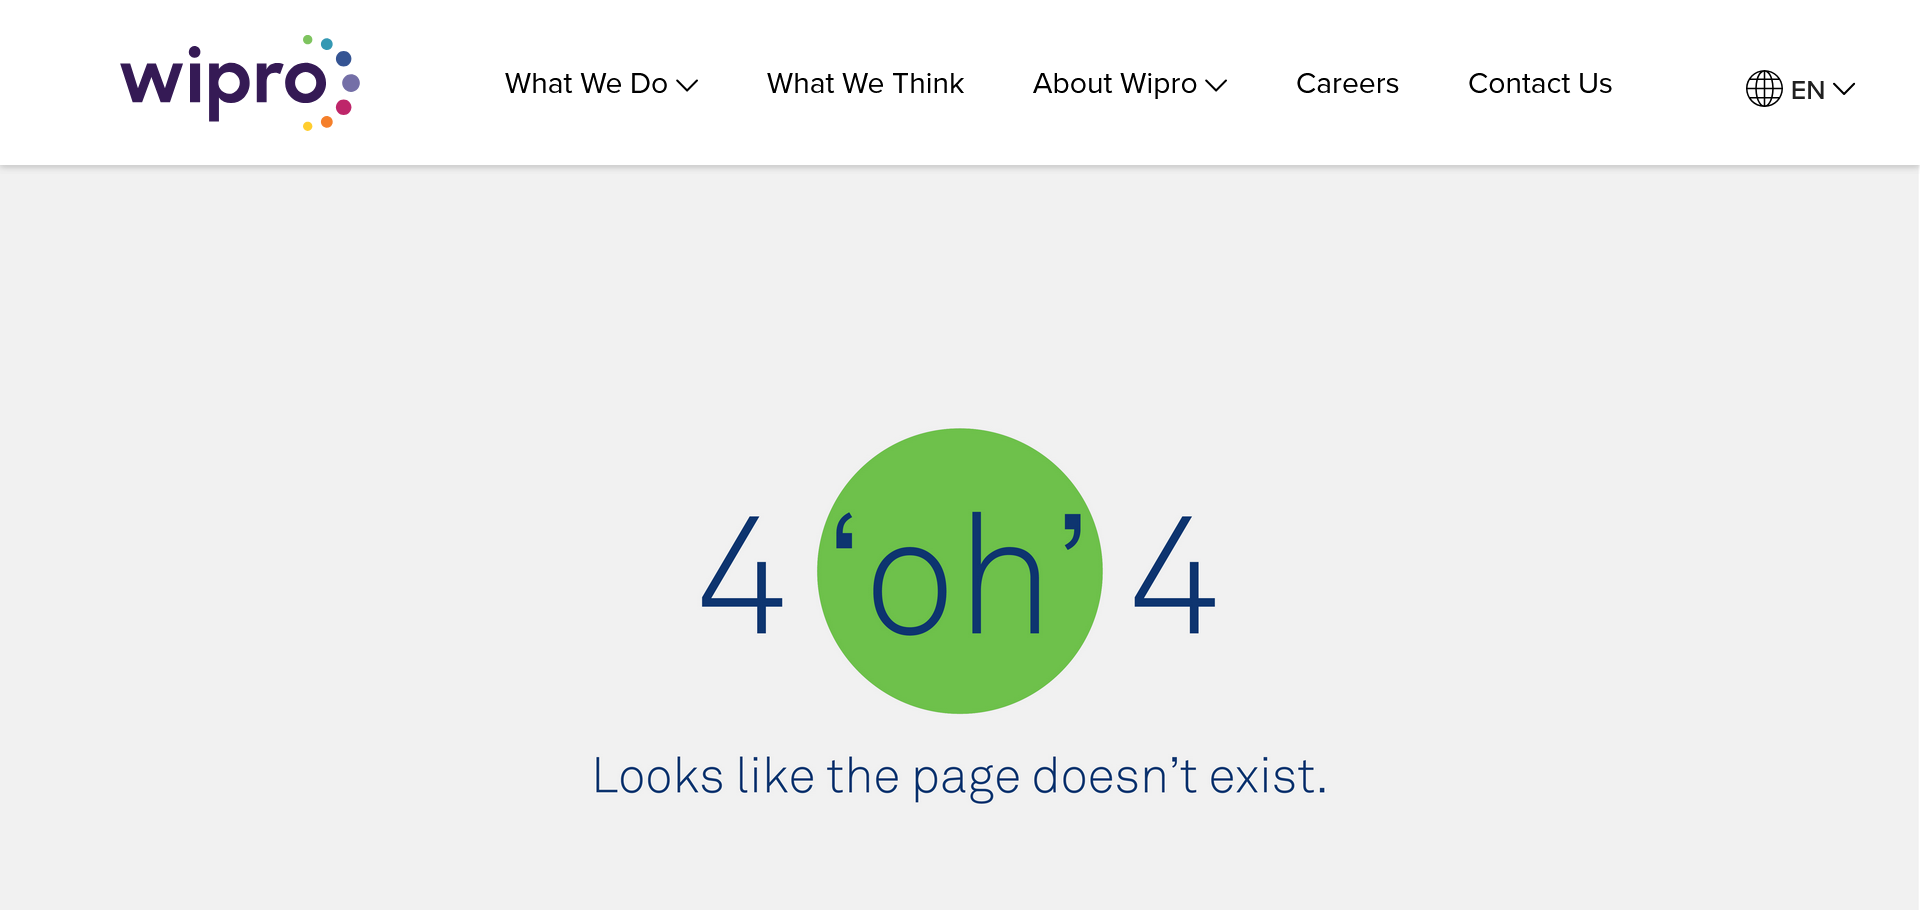 wipro
What We Do
What We Think
About Wipro
Careers
Contact Us
EN
4 ‘oh’ 4
Looks like the page doesn’t exist.